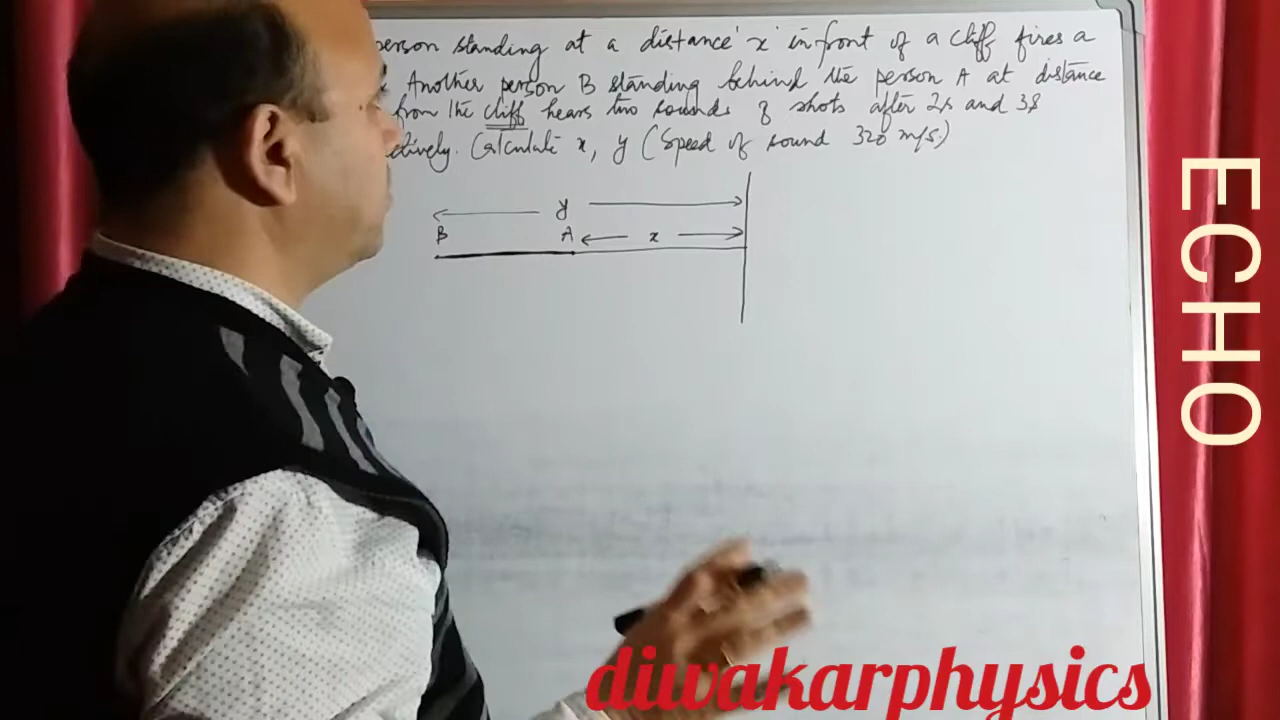 person standing at a distance 'x' in front of a cliff fires a
Another person B standing behind the person A at distance
from the cliff hears two sounds of shots after 2s and 3s
ctively. Calculate x, y (Speed of sound 320 m/s)
y
B A x
ECHO
diwakarphysics